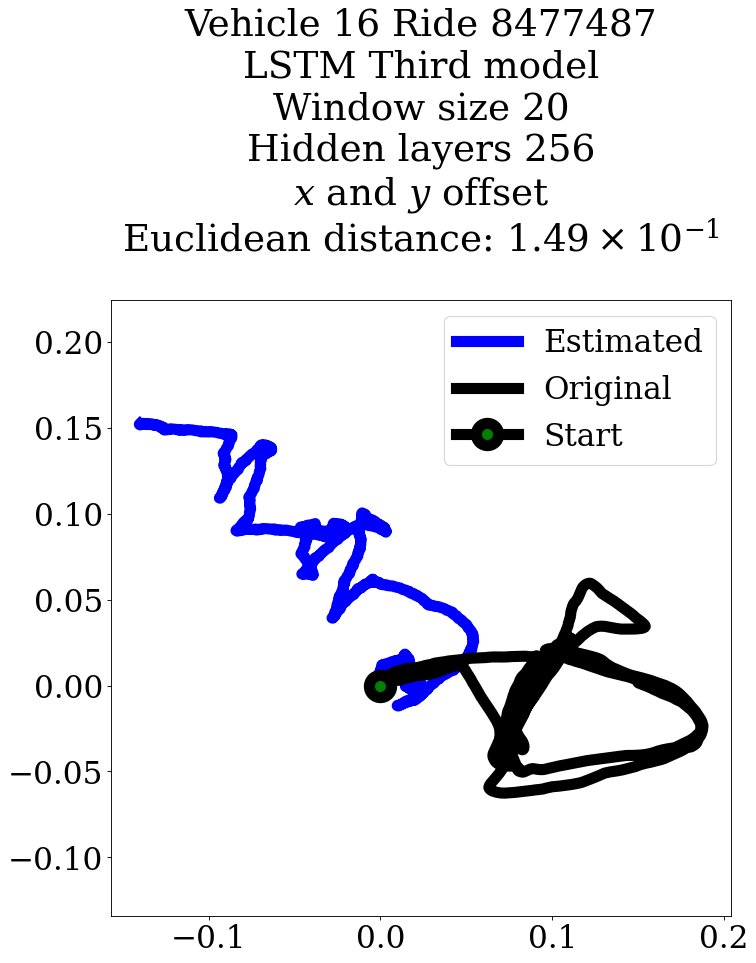 Vehicle 16 Ride 8477487
LSTM Third model
Window size 20
Hidden layers 256
x and y offset
Euclidean distance: 1.49 × 10⁻¹
Estimated
Original
Start
0.20
0.15
0.10
0.05
0.00
−0.05
−0.10
−0.1 0.0 0.1 0.2